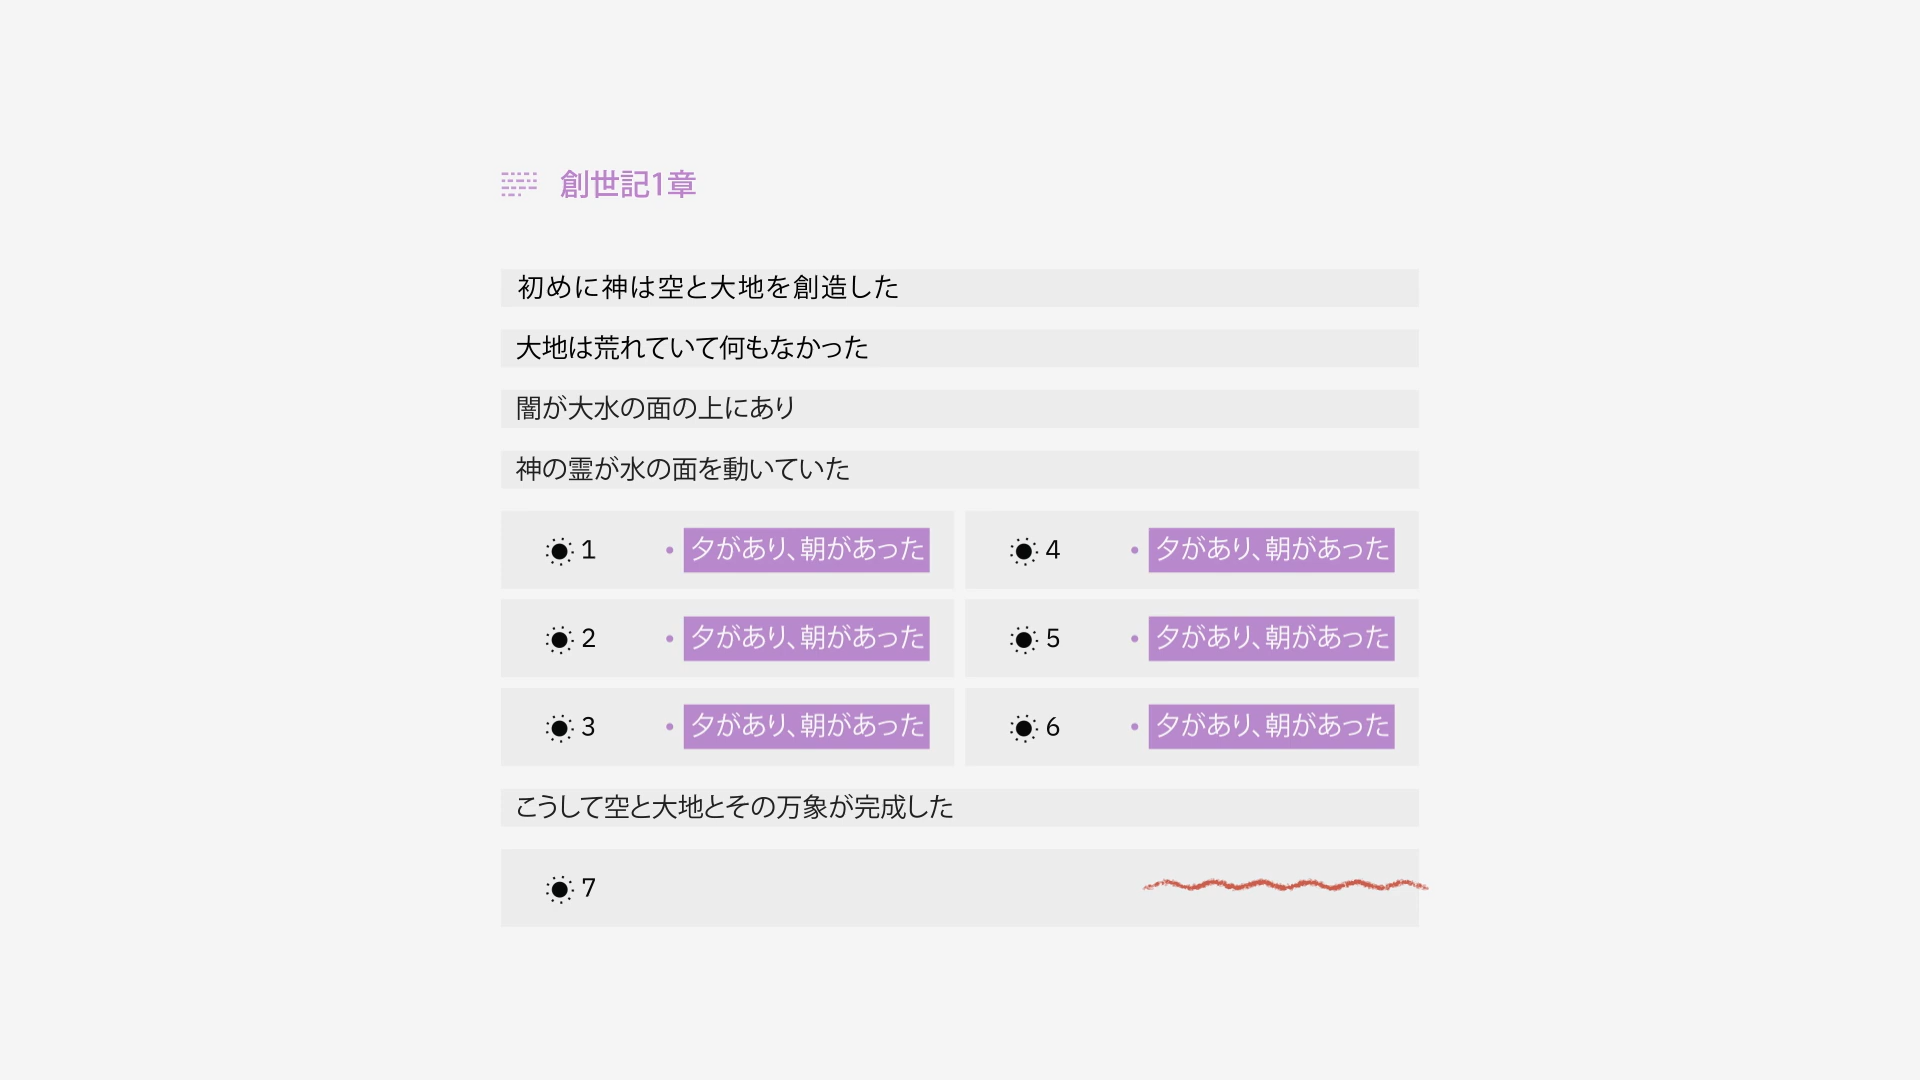 創世記1章
初めに神は空と大地を創造した
大地は荒れていて何もなかった
闇が大水の面の上にあり
神の霊が水の面を動いていた
1 • 夕があり、朝があった
2 • 夕があり、朝があった
3 • 夕があり、朝があった
4 • 夕があり、朝があった
5 • 夕があり、朝があった
6 • 夕があり、朝があった
こうして空と大地とその万象が完成した
7